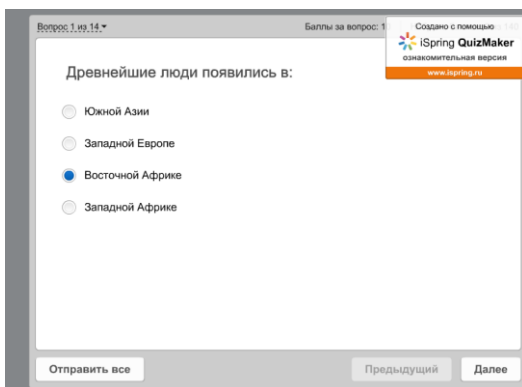 Вопрос 1 из 14
Баллы за вопрос: 1
Создано с помощью
iSpring QuizMaker
ознакомительная версия
www.ispring.ru
Древнейшие люди появились в:
Южной Азии
Западной Европе
Восточной Африке
Западной Африке
Отправить все
Предыдущий
Далее